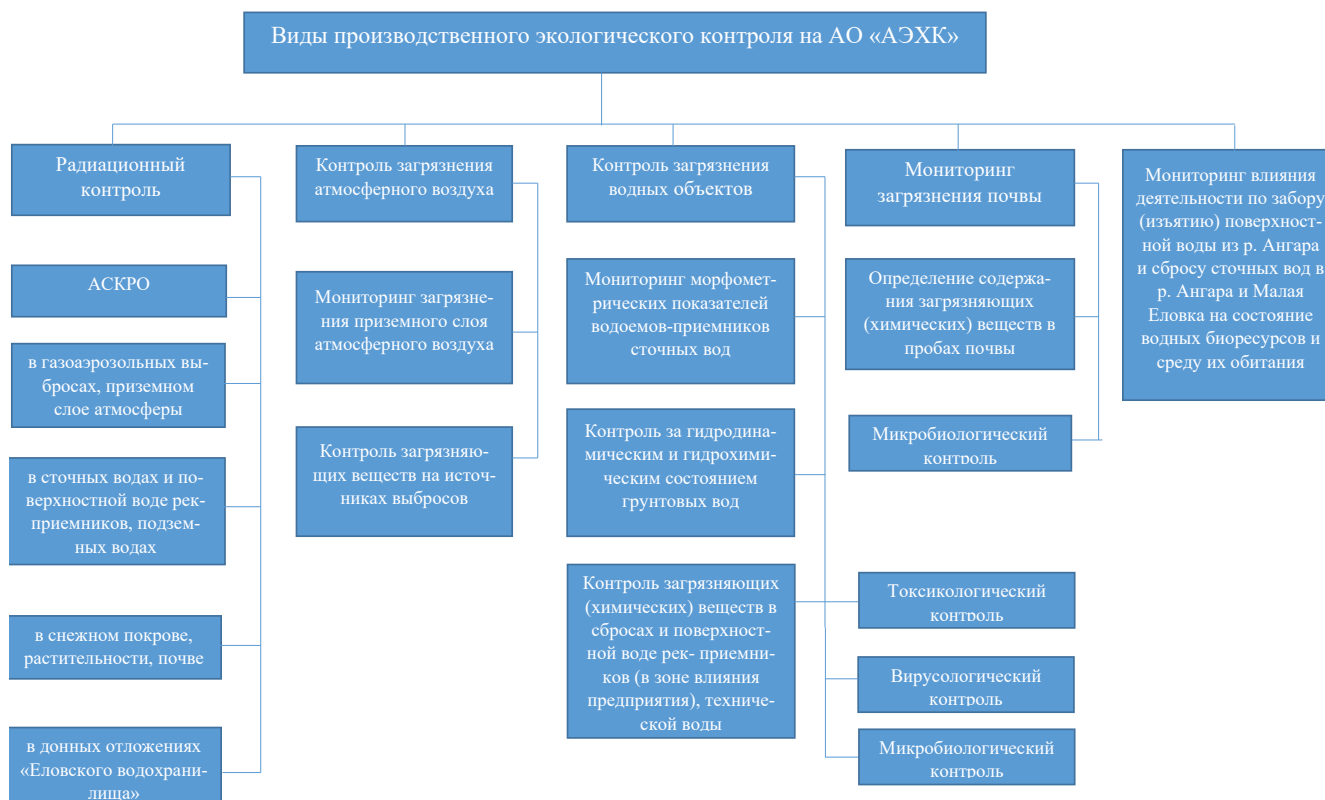 Виды производственного экологического контроля на АО «АЭХК»
Радиационный
контроль
АСКРО
в газоаэрозольных вы-
бросах, приземном
слое атмосферы
в сточных водах и по-
верхностной воде рек-
приемников, подзем-
ных водах
в снежном покрове,
растительности, почве
в донных отложениях
«Еловского водохрани-
лища»
Контроль загрязнения
атмосферного воздуха
Мониторинг загрязне-
ния приземного слоя
атмосферного воздуха
Контроль загрязняю-
щих веществ на источ-
никах выбросов
Контроль загрязнения
водных объектов
Мониторинг морфомет-
рических показателей
водоемов-приемников
сточных вод
Контроль за гидродина-
мическим и гидрохими-
ческим состоянием
грунтовых вод
Контроль загрязняющих
(химических) веществ в
сбросах и поверхност-
ной воде рек- приемни-
ков (в зоне влияния
предприятия), техниче-
ской воды
Токсикологический
контроль
Вирусологический
контроль
Микробиологический
контроль
Мониторинг
загрязнения почвы
Определение содержа-
ния загрязняющих
(химических) веществ в
пробах почвы
Микробиологический
контроль
Мониторинг влияния
деятельности по забору
(изъятию) поверхност-
ной воды из р. Ангара
и сбросу сточных вод в
р. Ангара и Малая
Еловка на состояние
водных биоресурсов и
среду их обитания